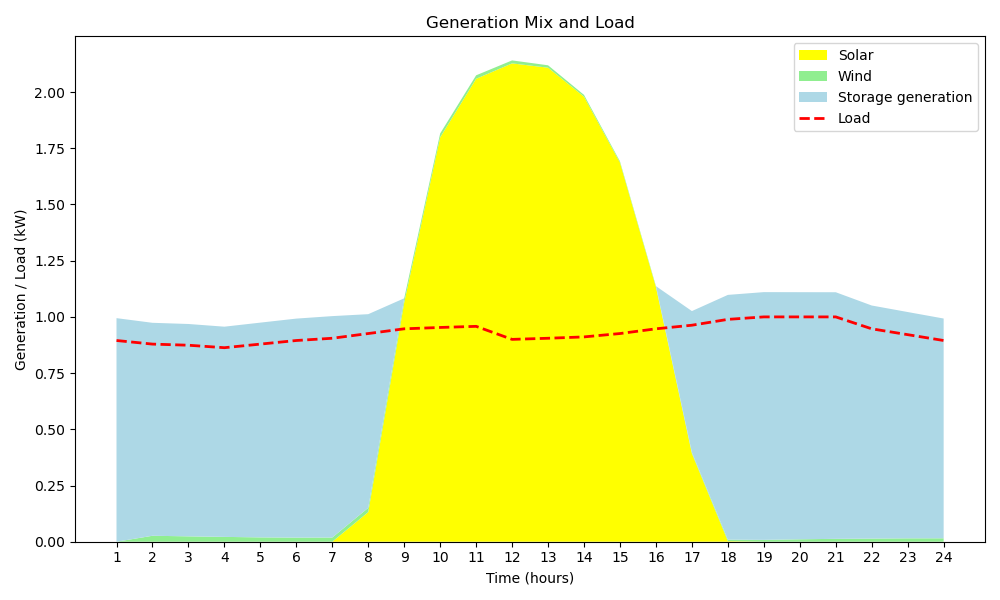 Generation Mix and Load
Solar
Wind
Storage generation
Load
Generation / Load (kW)
2.00
1.75
1.50
1.25
1.00
0.75
0.50
0.25
0.00
1 2 3 4 5 6 7 8 9 10 11 12 13 14 15 16 17 18 19 20 21 22 23 24
Time (hours)